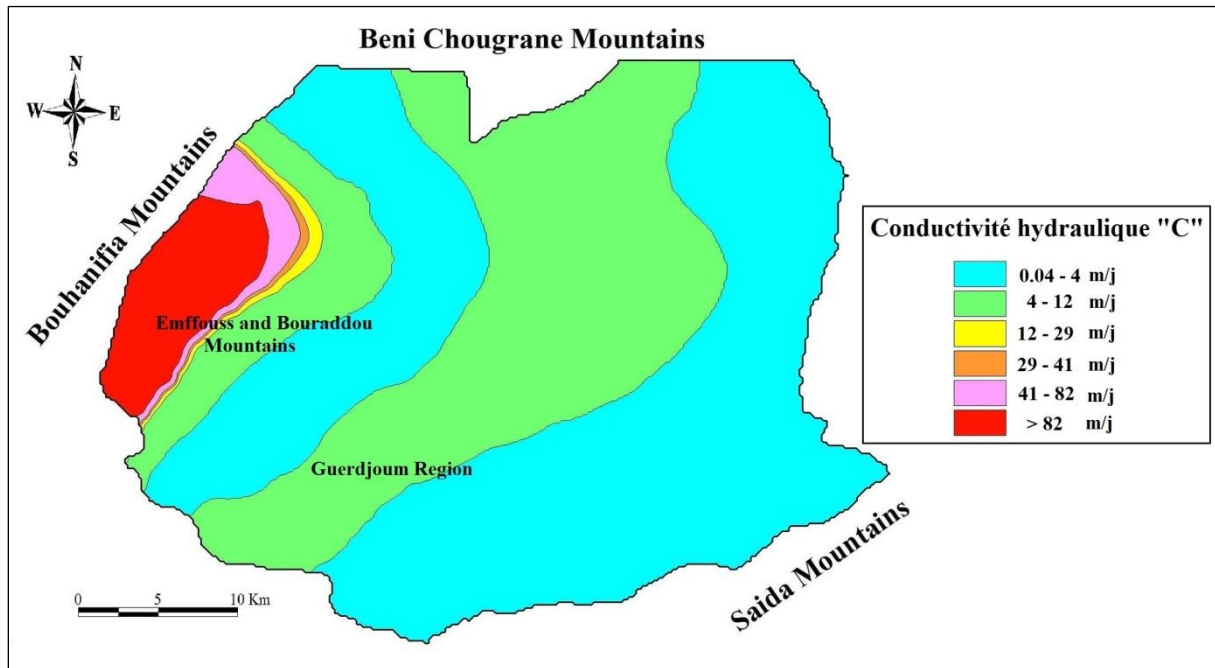 Beni Chougrane Mountains
N
W
E
S
Bouhanifia Mountains
Conductivité hydraulique "C"
0.04 - 4 m/j
4 - 12 m/j
12 - 29 m/j
29 - 41 m/j
41 - 82 m/j
> 82 m/j
Emffouss and Bouraddou
Mountains
Guerdjoum Region
Saida Mountains
0 5 10 Km